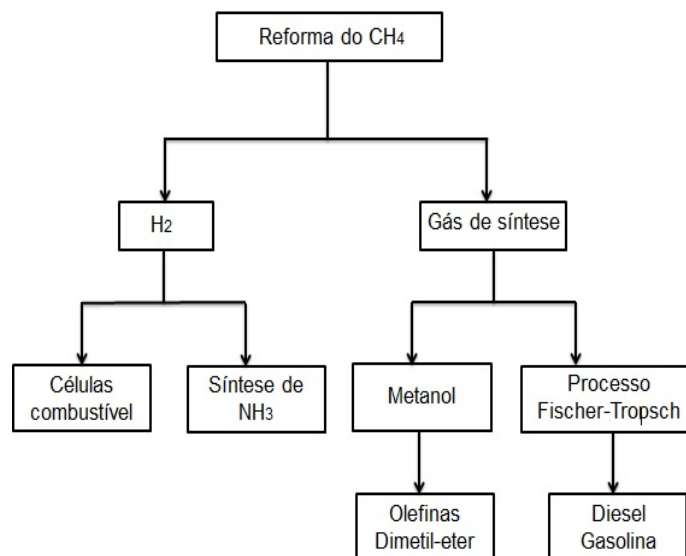 Reforma do CH4
H2
Gás de síntese
Células
combustível
Síntese de
NH3
Metanol
Processo
Fischer-Tropsch
Olefinas
Dimetil-eter
Diesel
Gasolina